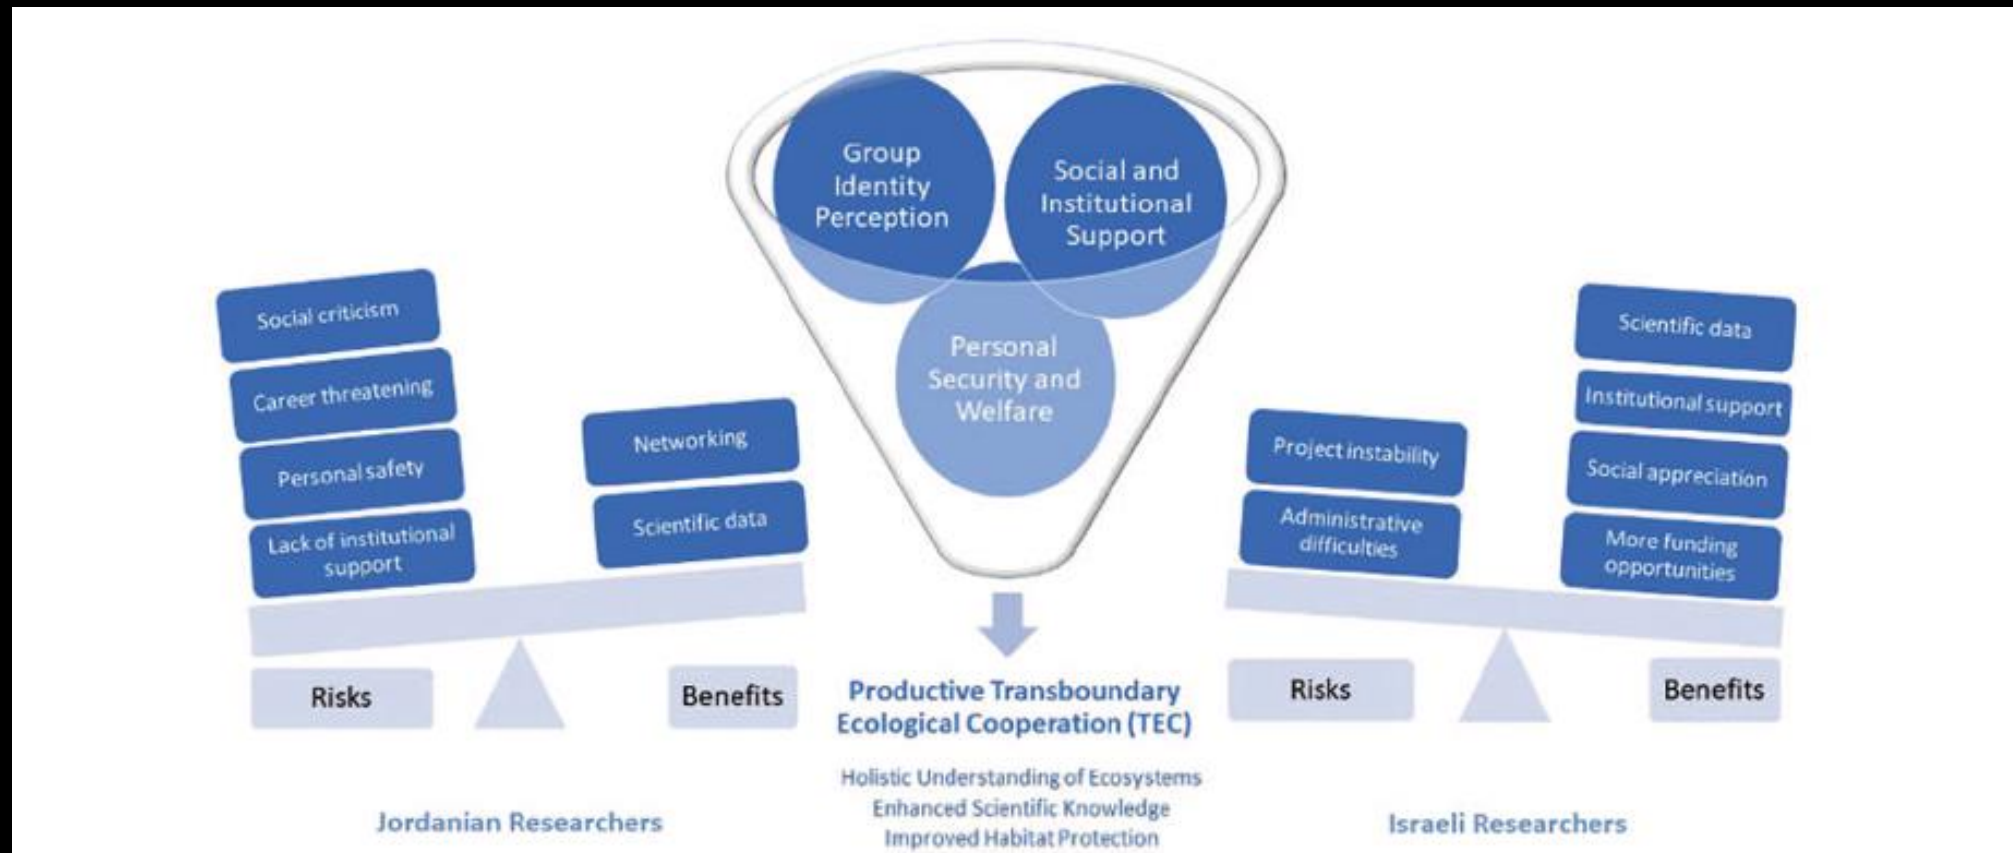 Group
Identity
Perception
Social and
Institutional
Support
Personal
Security and
Welfare
Social criticism
Career threatening
Personal safety
Lack of institutional
support
Networking
Scientific data
Risks
Benefits
Jordanian Researchers
Productive Transboundary
Ecological Cooperation (TEC)
Holistic Understanding of Ecosystems
Enhanced Scientific Knowledge
Improved Habitat Protection
Project instability
Administrative
difficulties
Scientific data
Institutional support
Social appreciation
More funding
opportunities
Risks
Benefits
Israeli Researchers